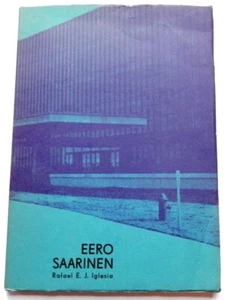 EERO
SAARINEN
Rafael E. J. Iglesia